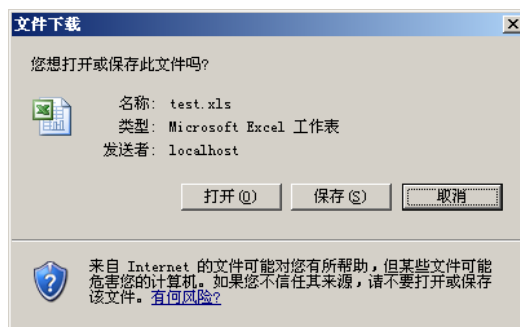 文件下载
您想打开或保存此文件吗?
名称: test.xls
类型: Microsoft Excel 工作表
发送者: localhost
打开(O) 保存(S) 取消
来自 Internet 的文件可能对您有所帮助，但某些文件可能
危害您的计算机。如果您不信任其来源，请不要打开或保存
该文件。有何风险?